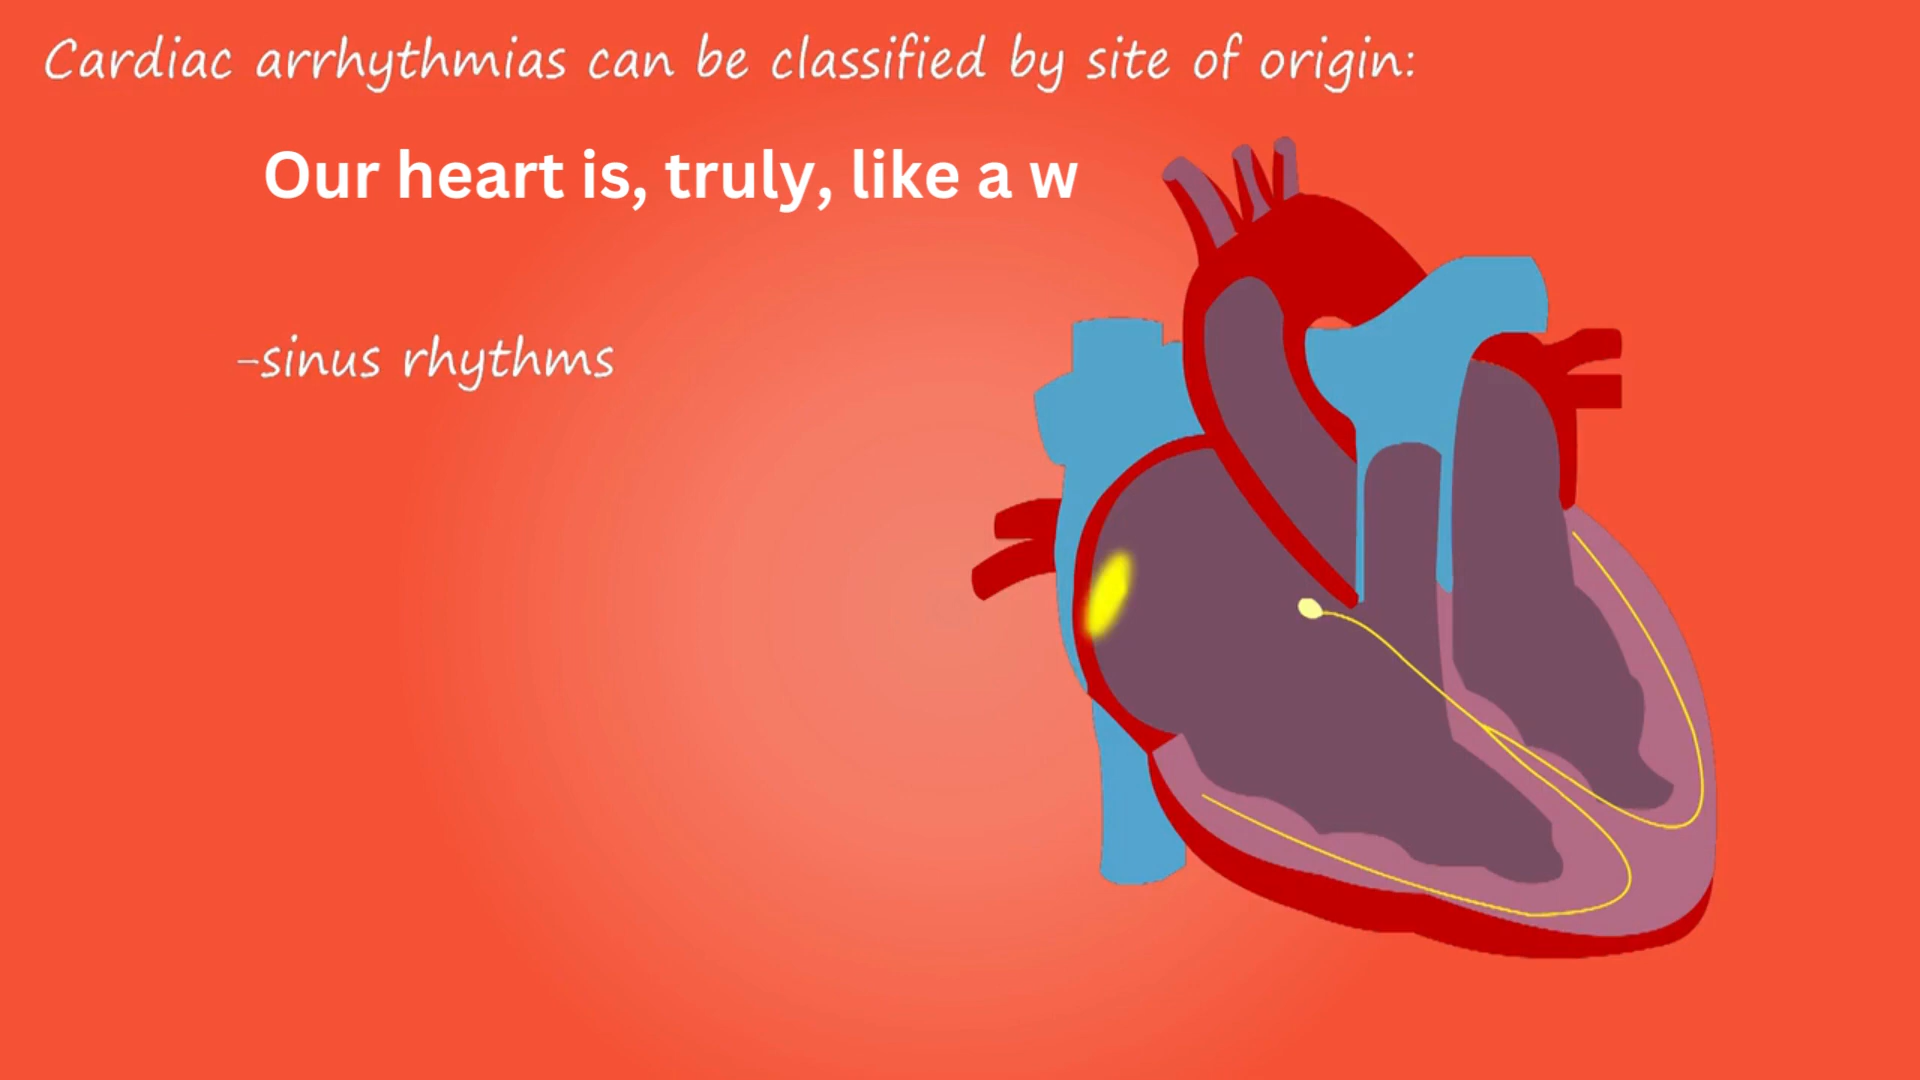 Cardiac arrhythmias can be classified by site of origin:
Our heart is, truly, like a w
-sinus rhythms